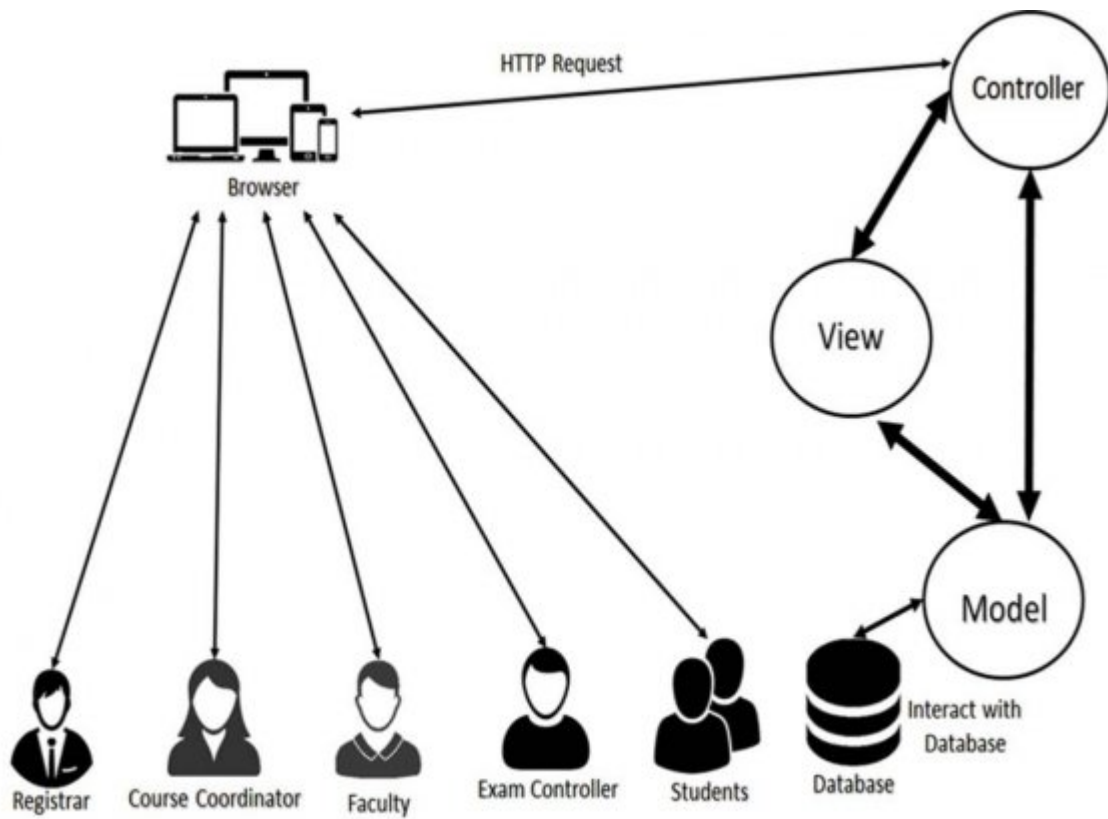 HTTP Request
Controller
Browser
View
Model
Interact with
Database
Registrar
Course Coordinator
Faculty
Exam Controller
Students
Database